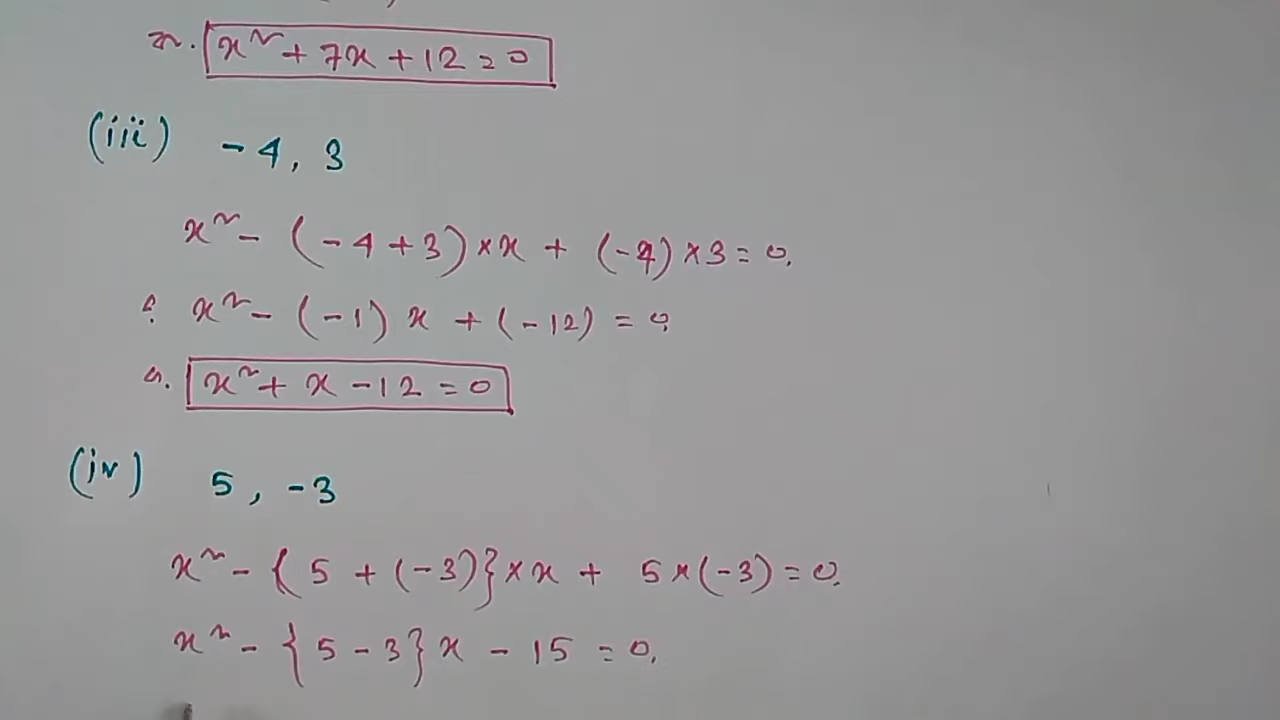 বা. x² + 7x + 12 = 0
(iii) -4, 3
x² - (-4+3)×x + (-4)×3 = 0.
x² - (-1) x + (-12) = 0
x² + x - 12 = 0
(iv) 5, -3
x² - {5 + (-3)}×x + 5×(-3) = 0.
x² - {5 - 3}x - 15 = 0.